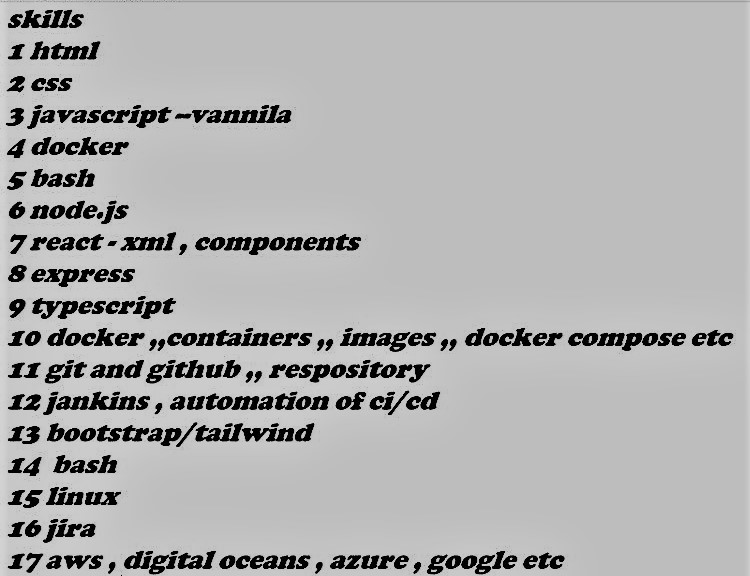 skills
1 html
2 css
3 javascript --vannila
4 docker
5 bash
6 node.js
7 react - xml , components
8 express
9 typescript
10 docker ,,containers ,, images ,, docker compose etc
11 git and github ,, respository
12 jankins , automation of ci/cd
13 bootstrap/tailwind
14  bash
15 linux
16 jira
17 aws , digital oceans , azure , google etc